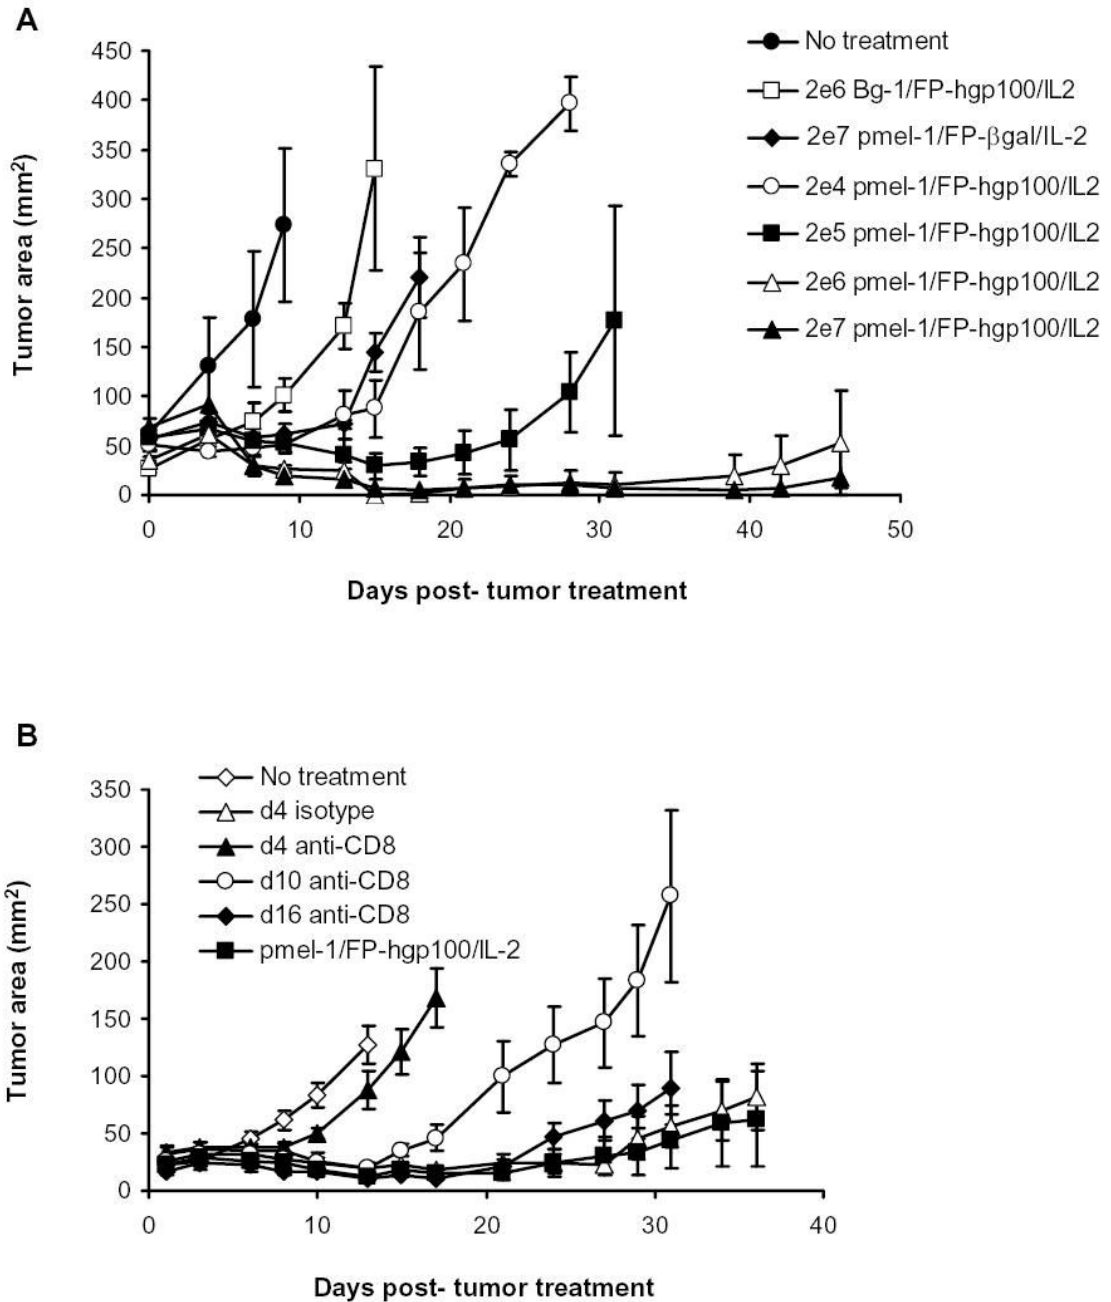 A
450
400
350
300
250
200
150
100
50
0
Tumor area (mm²)
No treatment
2e6 Bg-1/FP-hgp100/IL2
2e7 pmel-1/FP-βgal/IL-2
2e4 pmel-1/FP-hgp100/IL2
2e5 pmel-1/FP-hgp100/IL2
2e6 pmel-1/FP-hgp100/IL2
2e7 pmel-1/FP-hgp100/IL2
0 10 20 30 40 50
Days post- tumor treatment
B
350
300
250
200
150
100
50
0
Tumor area (mm²)
No treatment
d4 isotype
d4 anti-CD8
d10 anti-CD8
d16 anti-CD8
pmel-1/FP-hgp100/IL-2
0 10 20 30 40
Days post- tumor treatment